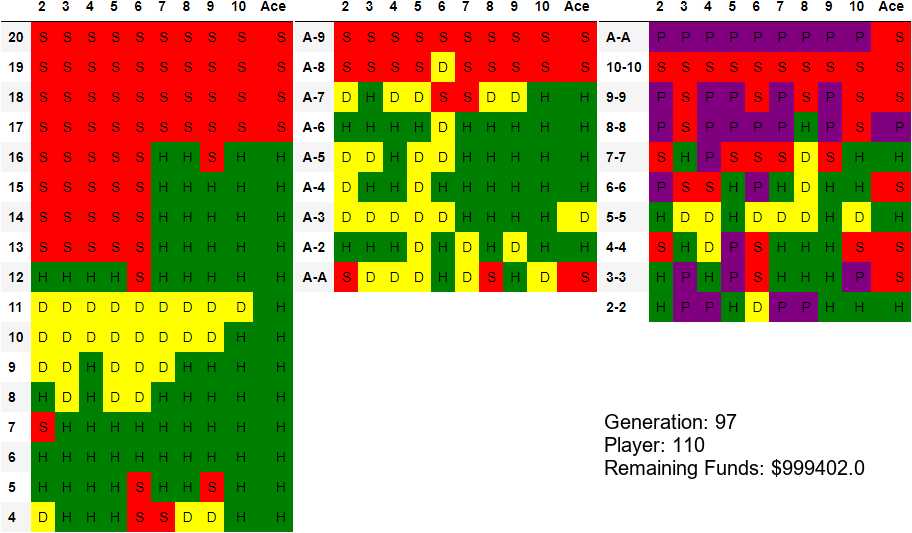 2 3 4 5 6 7 8 9 10 Ace
20 S S S S S S S S S S
19 S S S S S S S S S S
18 S S S S S S S S S S
17 S S S S S S S S S S
16 S S S S S H H S H H
15 S S S S S H H H H H
14 S S S S S H H H H H
13 S S S S S H H H H H
12 H H H H S H H H H H
11 D D D D D D D D D H
10 D D D D D D D D H H
9 D D H D D D H H H H
8 H D H D D H H H H H
7 S H H H H H H H H H
6 H H H H H H H H H H
5 H H H H S H H S H H
4 D H H H S S D D H H
2 3 4 5 6 7 8 9 10 Ace
A-9 S S S S S S S S S S
A-8 S S S S D S S S S S
A-7 D H D D S S D D H H
A-6 H H H H D H H H H H
A-5 D D H D D H H H H H
A-4 D H H D H H H H H H
A-3 D D D D D H H H H D
A-2 H H H D H D H D H H
A-A S D D D H D S H D S
2 3 4 5 6 7 8 9 10 Ace
A-A P P P P P P P P P S
10-10 S S S S S S S S S S
9-9 P S P P S P S P S S
8-8 P S P P P P H P S P
7-7 S H P S S S D S H H
6-6 P S S H P H D H H S
5-5 H D D H D D D H D H
4-4 S H D P S H H H S S
3-3 H P H P S H H H P S
2-2 H P P H D P P H H H
Generation: 97
Player: 110
Remaining Funds: $999402.0